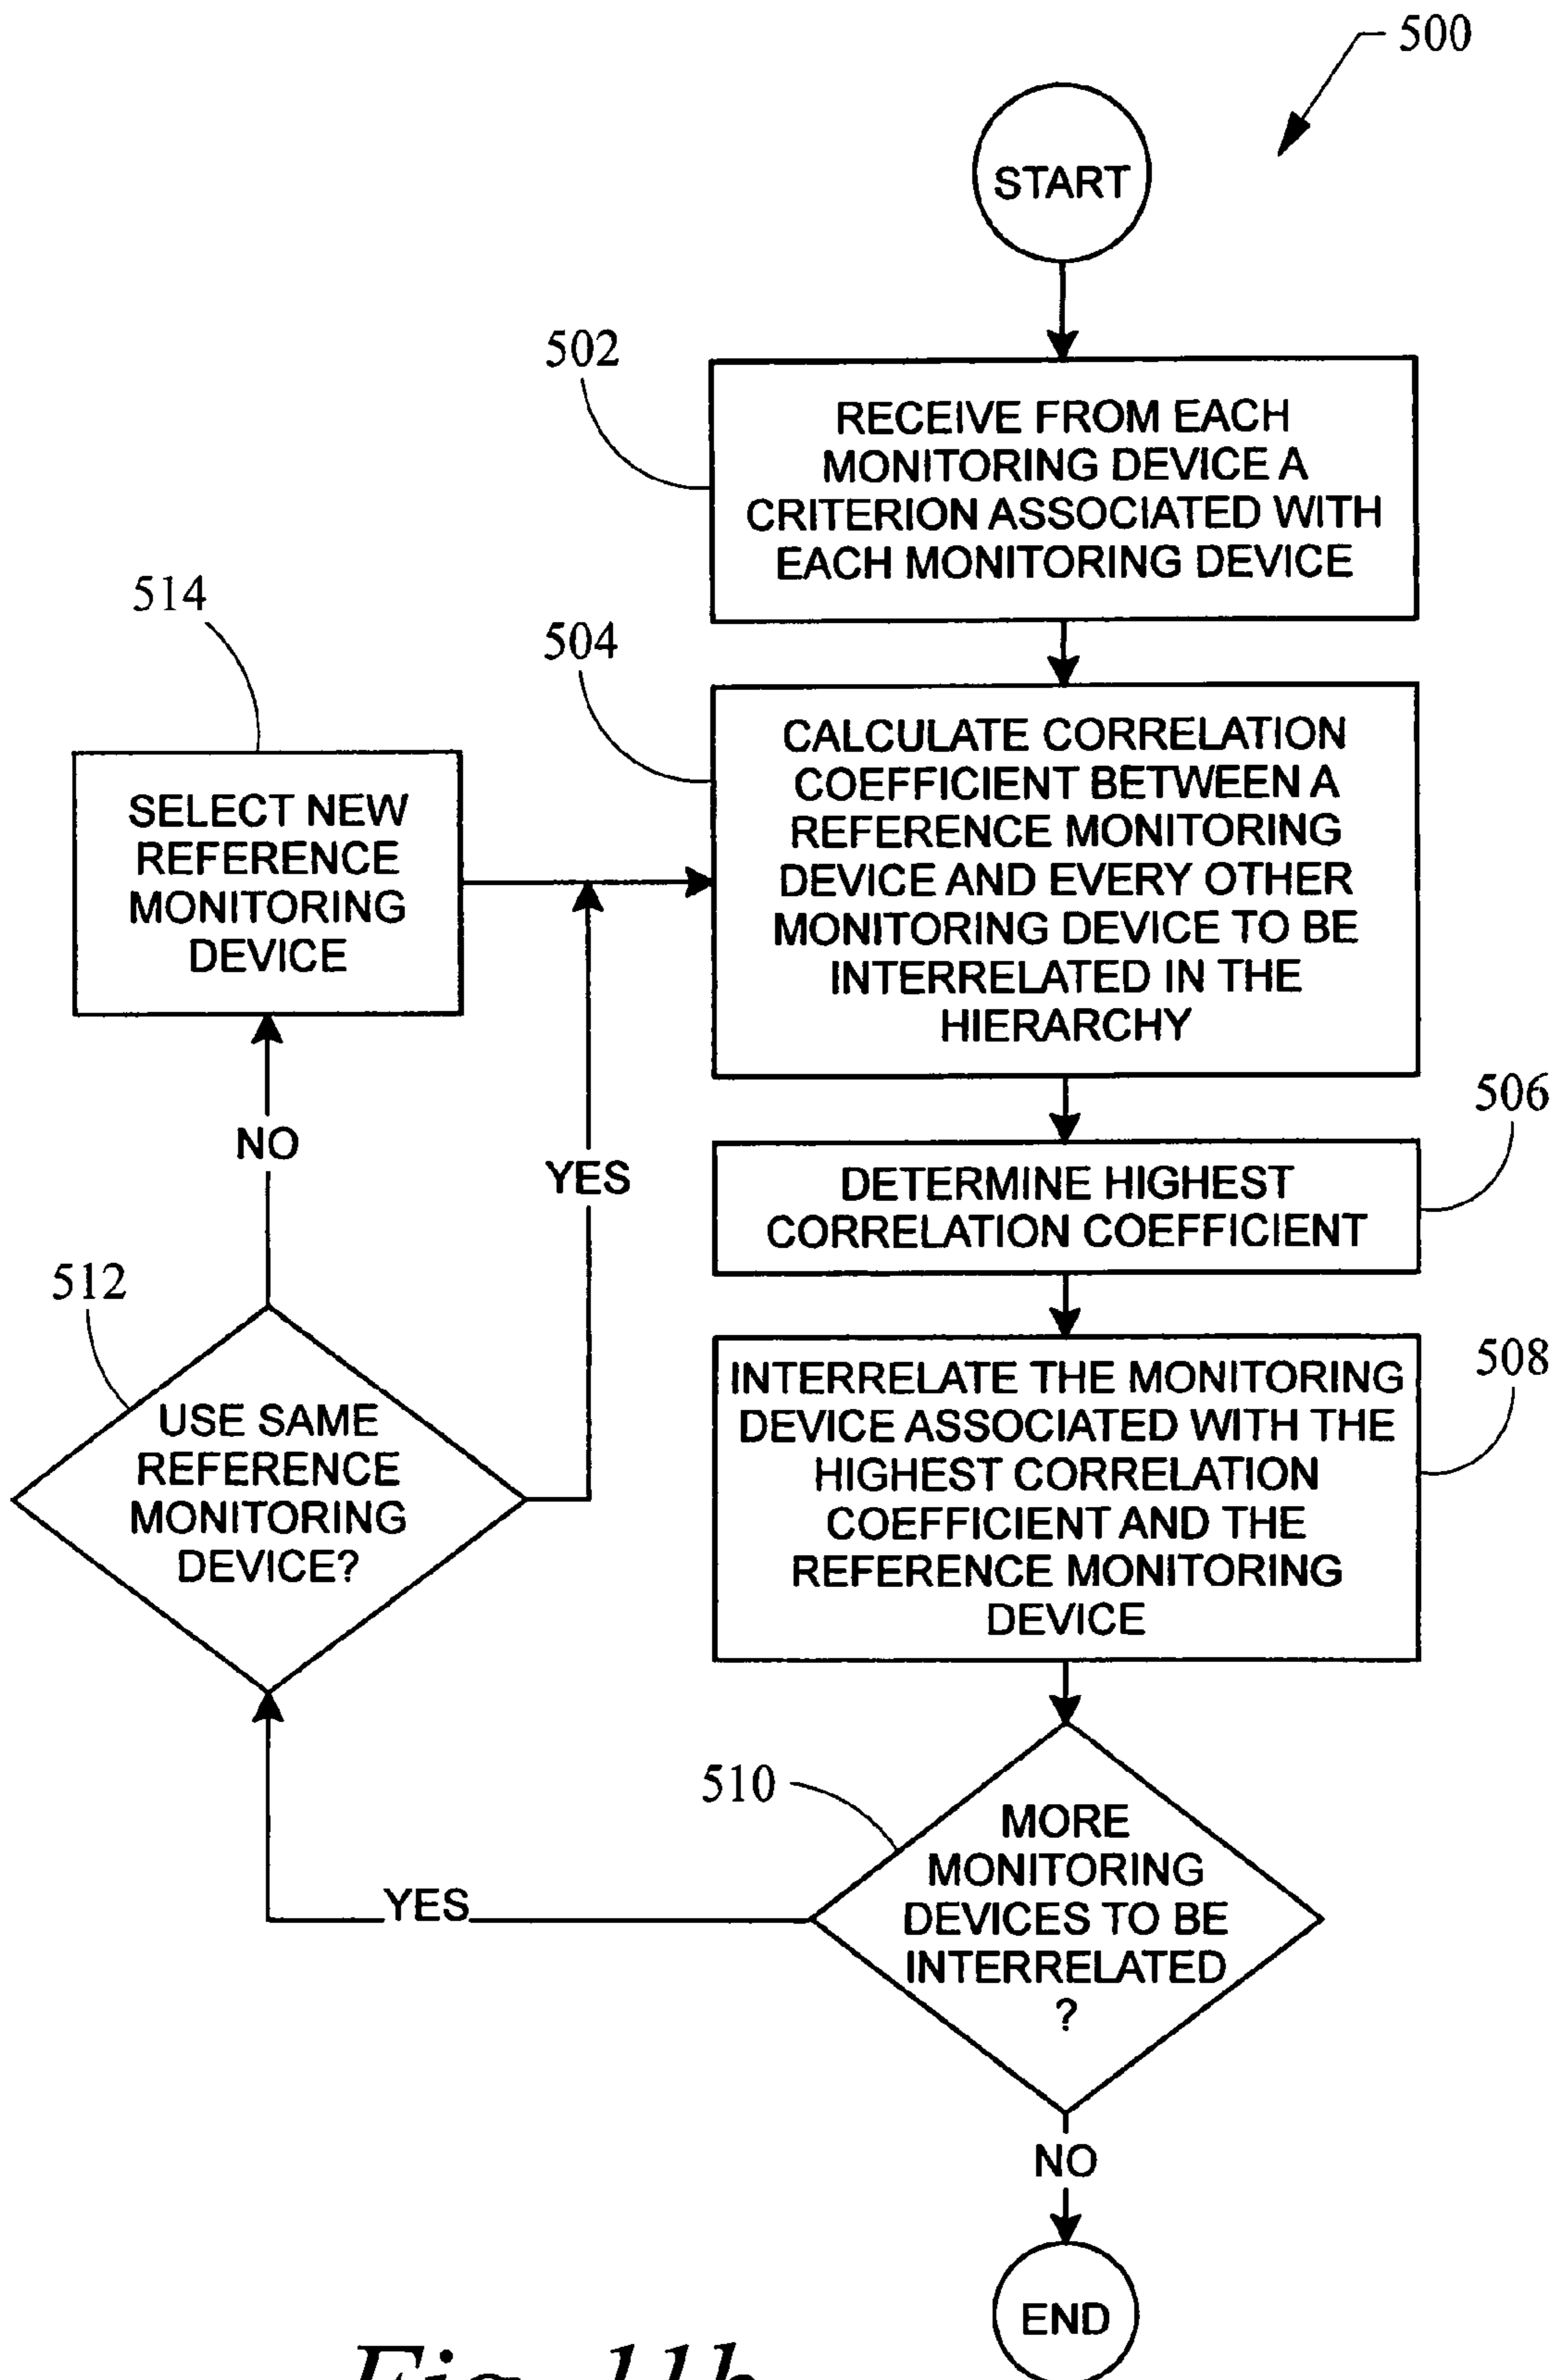 500
START
502
RECEIVE FROM EACH
MONITORING DEVICE A
CRITERION ASSOCIATED WITH
EACH MONITORING DEVICE
514
504
SELECT NEW
REFERENCE
MONITORING
DEVICE
CALCULATE CORRELATION
COEFFICIENT BETWEEN A
REFERENCE MONITORING
DEVICE AND EVERY OTHER
MONITORING DEVICE TO BE
INTERRELATED IN THE
HIERARCHY
506
NO
YES
DETERMINE HIGHEST
CORRELATION COEFFICIENT
512
508
USE SAME
REFERENCE
MONITORING
DEVICE?
INTERRELATE THE MONITORING
DEVICE ASSOCIATED WITH THE
HIGHEST CORRELATION
COEFFICIENT AND THE
REFERENCE MONITORING
DEVICE
510
MORE
MONITORING
DEVICES TO BE
INTERRELATED
?
YES
NO
END
Fig. 11b